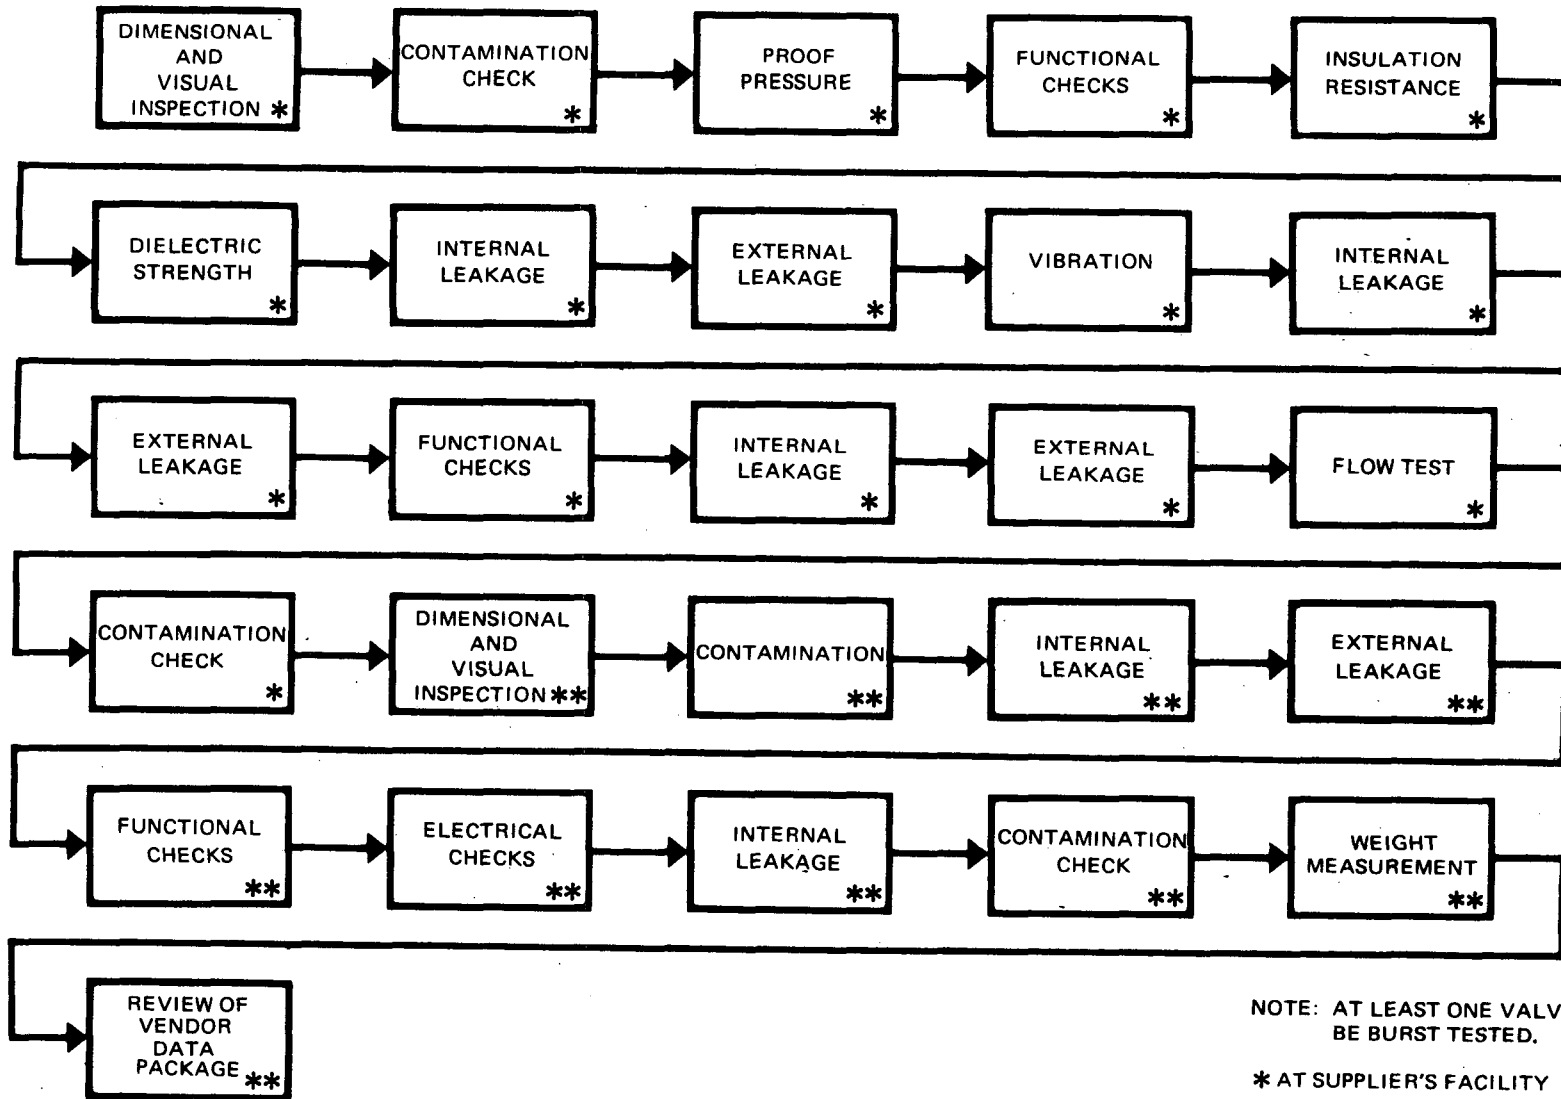 DIMENSIONAL
AND
VISUAL
INSPECTION *
CONTAMINATION
CHECK
*
PROOF
PRESSURE
*
FUNCTIONAL
CHECKS
*
INSULATION
RESISTANCE
*
DIELECTRIC
STRENGTH
*
INTERNAL
LEAKAGE
*
EXTERNAL
LEAKAGE
*
VIBRATION
*
INTERNAL
LEAKAGE
*
EXTERNAL
LEAKAGE
*
FUNCTIONAL
CHECKS
*
INTERNAL
LEAKAGE
*
EXTERNAL
LEAKAGE
*
FLOW TEST
*
CONTAMINATION
CHECK
*
DIMENSIONAL
AND
VISUAL
INSPECTION **
CONTAMINATION
**
INTERNAL
LEAKAGE
**
EXTERNAL
LEAKAGE
**
FUNCTIONAL
CHECKS
**
ELECTRICAL
CHECKS
**
INTERNAL
LEAKAGE
**
CONTAMINATION
CHECK
**
WEIGHT
MEASUREMENT
**
REVIEW OF
VENDOR
DATA
PACKAGE **
NOTE: AT LEAST ONE VALV
BE BURST TESTED.
* AT SUPPLIER'S FACILITY